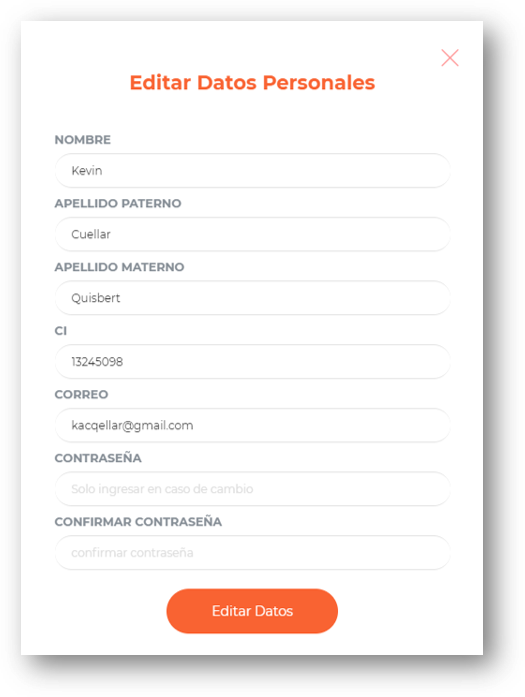 Editar Datos Personales
NOMBRE
Kevin
APELLIDO PATERNO
Cuellar
APELLIDO MATERNO
Quisbert
CI
13245098
CORREO
kacqellar@gmail.com
CONTRASEÑA
Solo ingresar en caso de cambio
CONFIRMAR CONTRASEÑA
confirmar contraseña
Editar Datos